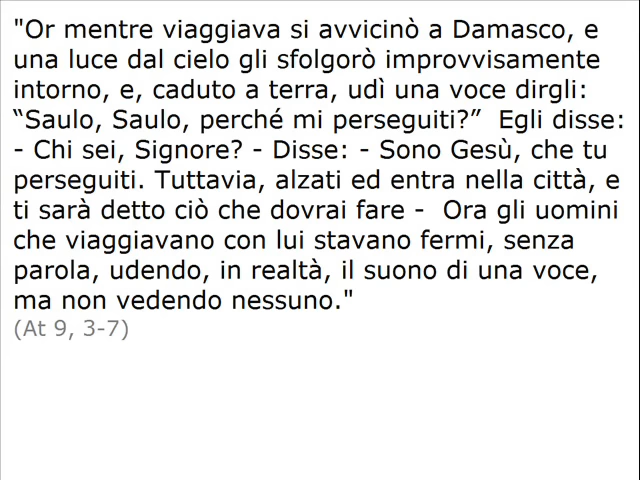 "Or mentre viaggiava si avvicinò a Damasco, e
una luce dal cielo gli sfolgorò improvvisamente
intorno, e, caduto a terra, udì una voce dirgli:
“Saulo, Saulo, perché mi perseguiti?”  Egli disse:
- Chi sei, Signore? - Disse: - Sono Gesù, che tu
perseguiti. Tuttavia, alzati ed entra nella città, e
ti sarà detto ciò che dovrai fare -  Ora gli uomini
che viaggiavano con lui stavano fermi, senza
parola, udendo, in realtà, il suono di una voce,
ma non vedendo nessuno."
(At 9, 3-7)